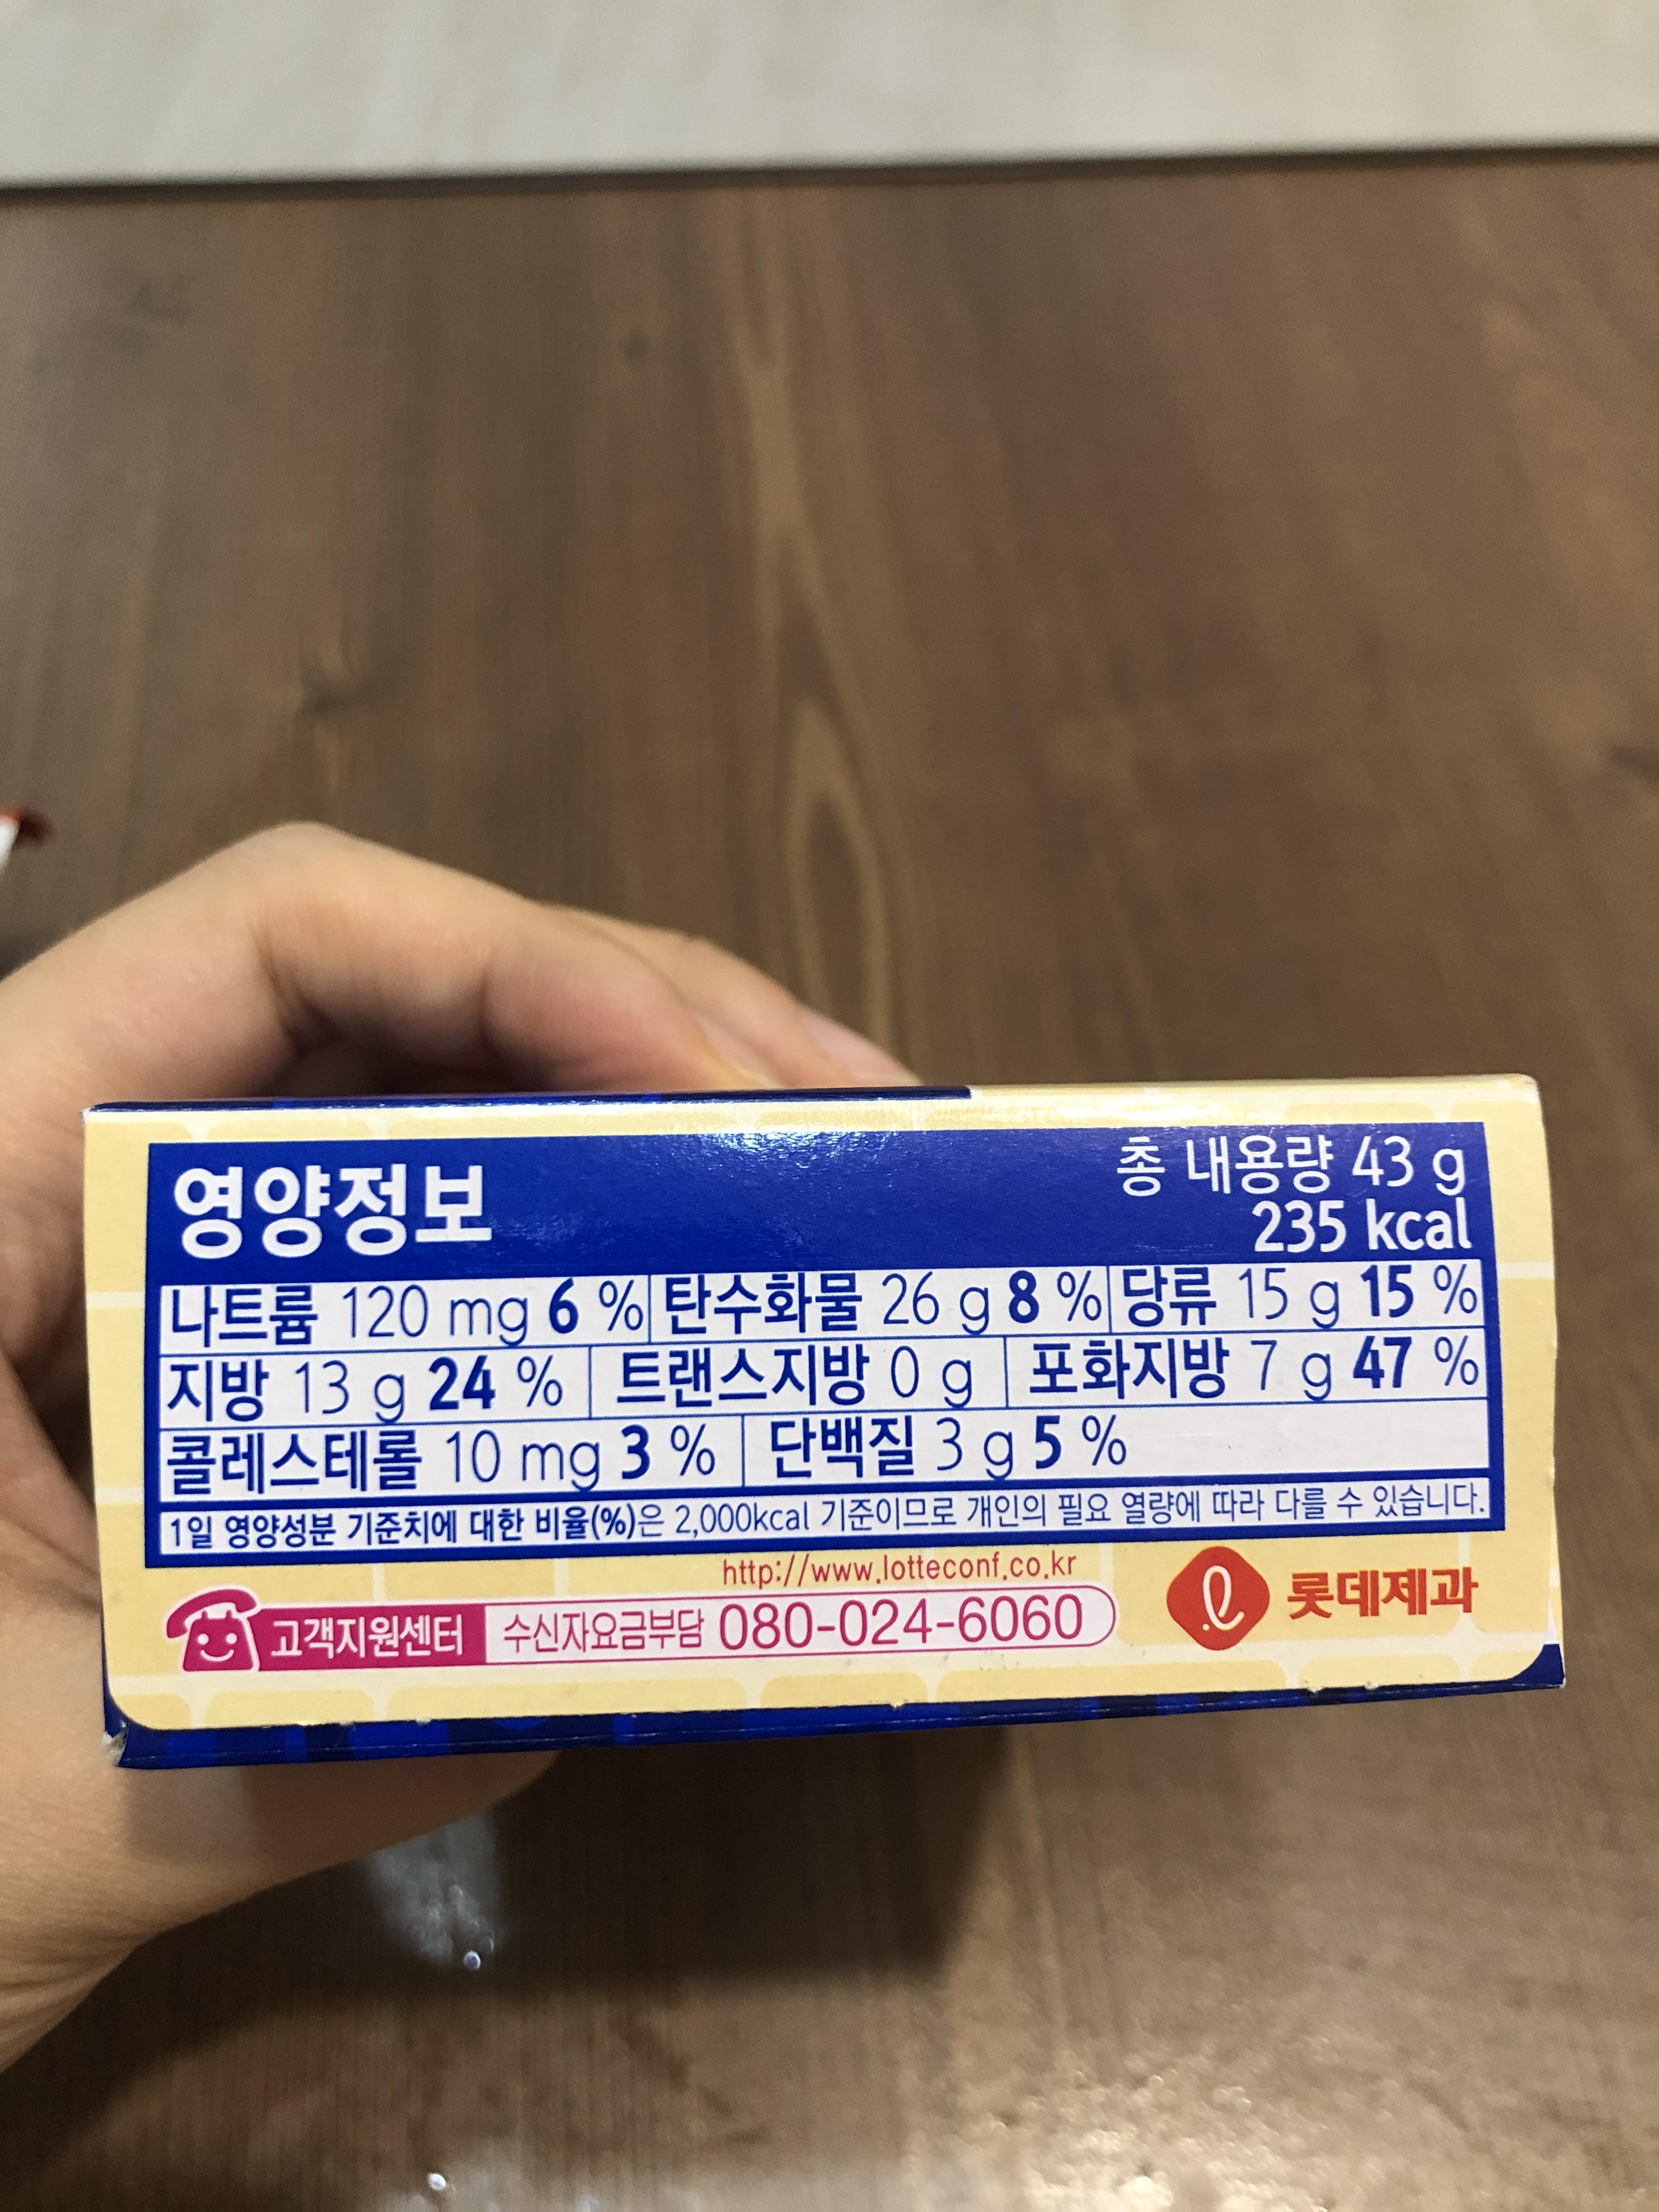 영양정보
총 내용량 43 g
235 kcal
나트륨 120 mg 6 % 탄수화물 26 g 8 % 당류 15 g 15 %
지방 13 g 24 % 트랜스지방 0 g 포화지방 7 g 47 %
콜레스테롤 10 mg 3 % 단백질 3 g 5 %
1일 영양성분 기준치에 대한 비율(%)은 2,000kcal 기준이므로 개인의 필요 열량에 따라 다를 수 있습니다.
http://www.lotteconf.co.kr
고객지원센터 수신자요금부담 080-024-6060
롯데제과